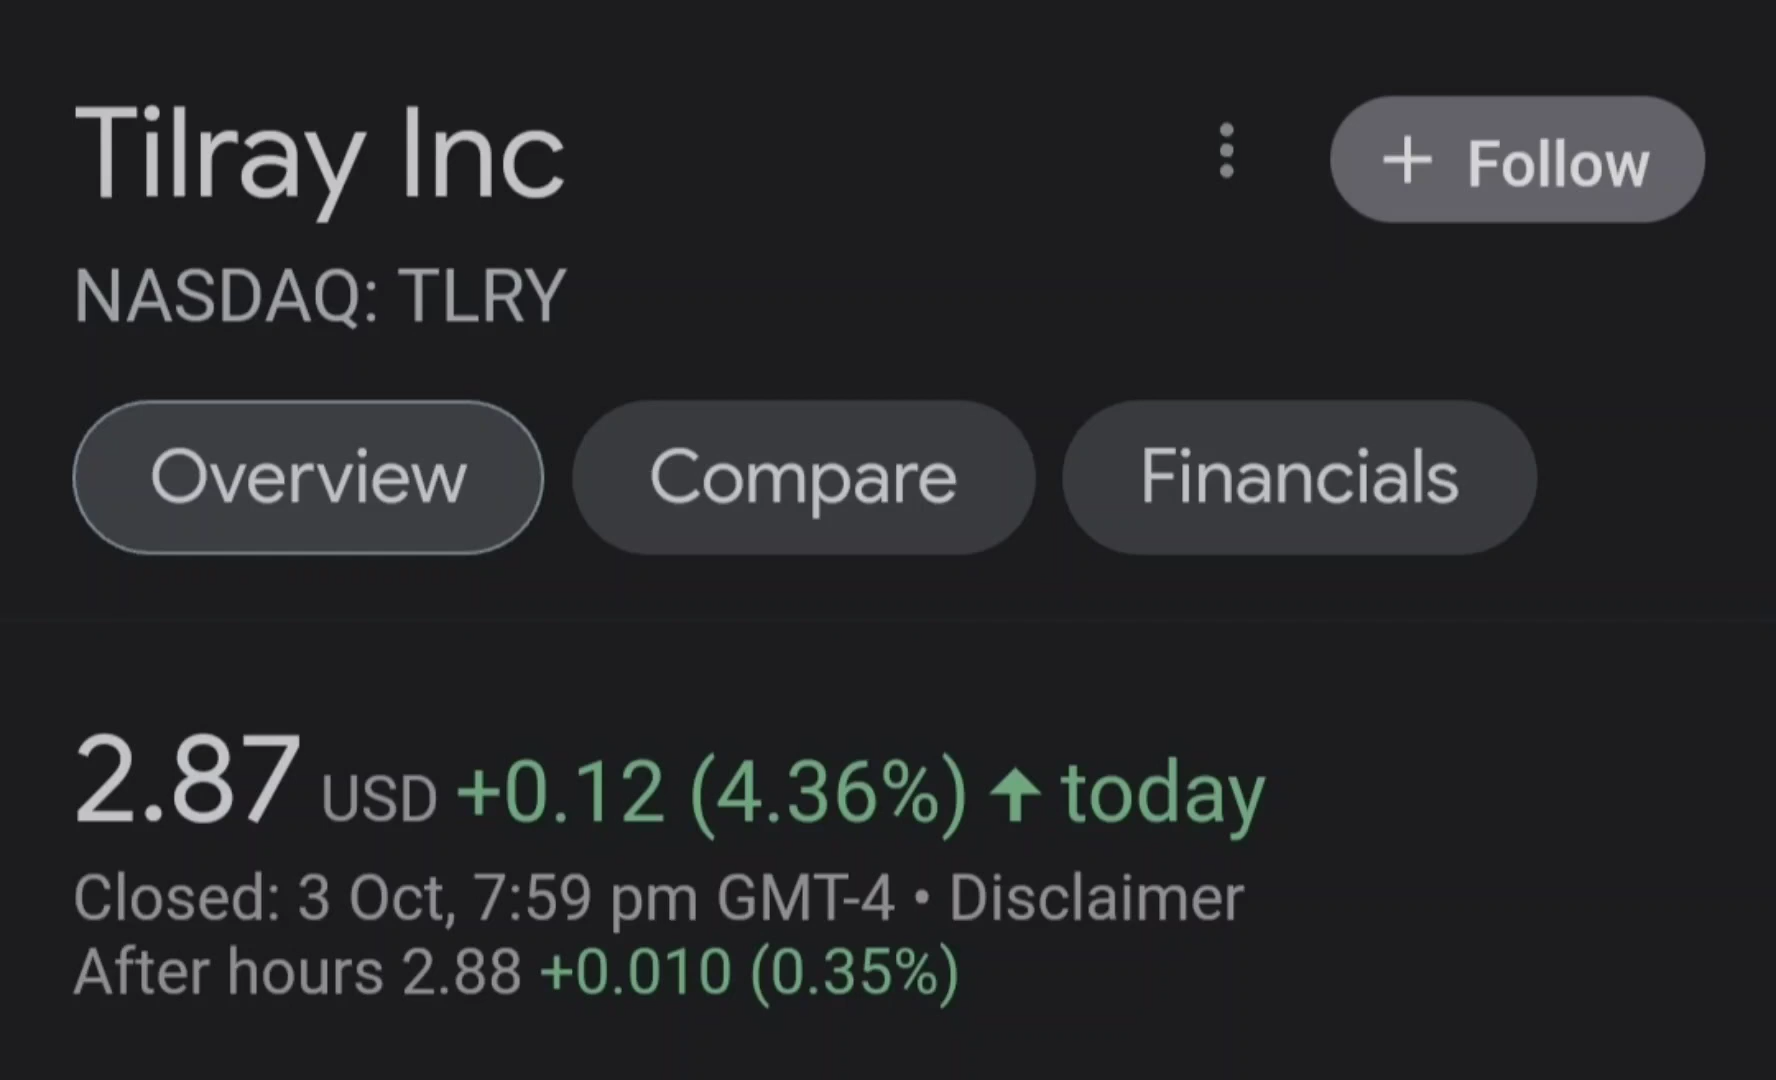 Tilray Inc
+ Follow
NASDAQ: TLRY
Overview Compare Financials
2.87 USD +0.12 (4.36%) ↑ today
Closed: 3 Oct, 7:59 pm GMT-4 • Disclaimer
After hours 2.88 +0.010 (0.35%)